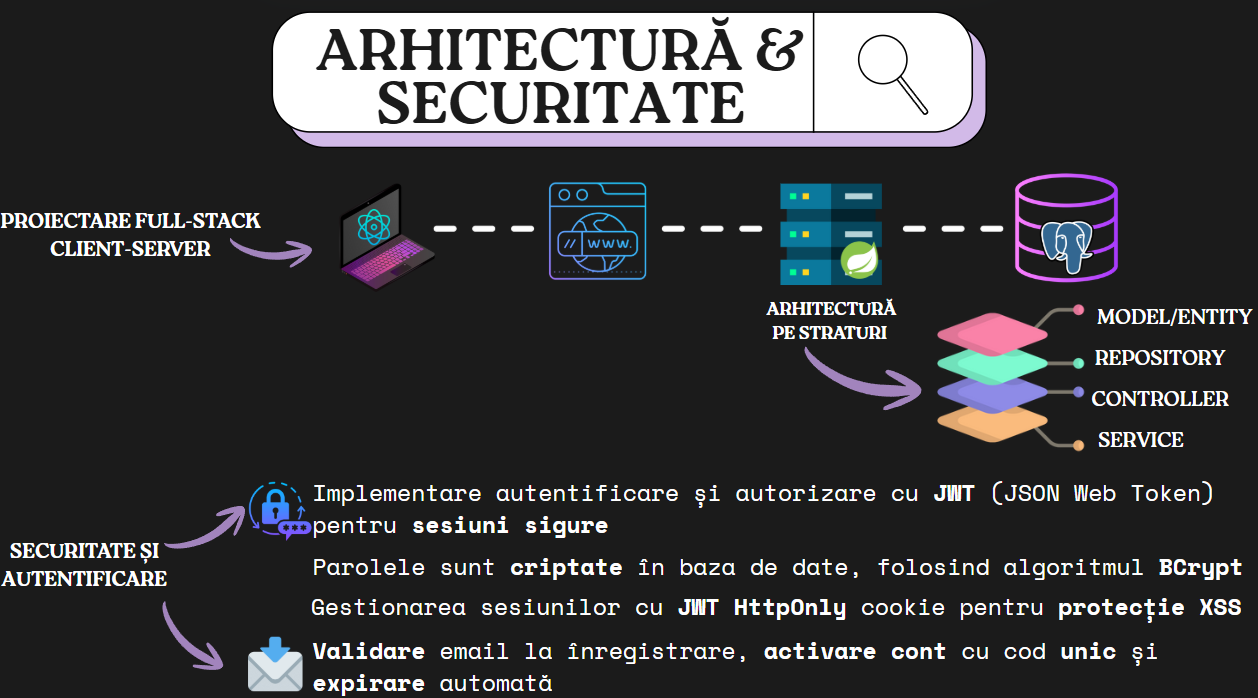 ARHITECTURĂ &
SECURITATE
PROIECTARE FULL-STACK
CLIENT-SERVER
// www.
ARHITECTURĂ
PE STRATURI
MODEL/ENTITY
REPOSITORY
CONTROLLER
SERVICE
SECURITATE ȘI
AUTENTIFICARE
***
Implementare autentificare și autorizare cu JWT (JSON Web Token)
pentru sesiuni sigure
Parolele sunt criptate în baza de date, folosind algoritmul BCrypt
Gestionarea sesiunilor cu JWT HttpOnly cookie pentru protecție XSS
Validare email la înregistrare, activare cont cu cod unic și
expirare automată